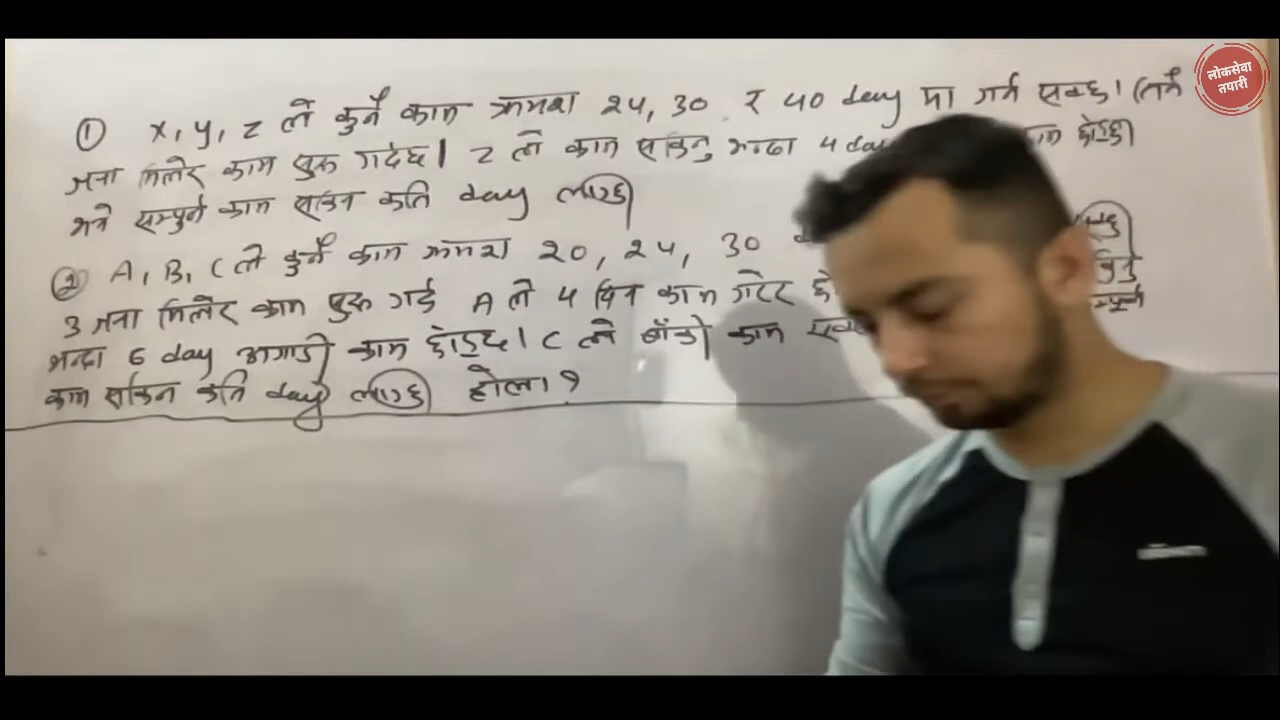 ① x, y, z ले कुनै काम क्रमश 24, 30 र 40 day मा गर्न सक्छ। तिनै
जना मिलेर काम सुरु गर्दछ। z ले काम सकिनु भन्दा 4 day काम छोड्छ।
भने सम्पुर्ण काम सकिन कति day लाग्छ
② A, B, C ले कुनै काम क्रमश 20, 24, 30
3 जना मिलेर काम सुरु गर्दा A ले 4 दिन काम गरेर
भन्दा 6 day अगाडी काम छोड्दा C ले बाँकी काम
काम सकिन कति day लाग्छ होला?
लोकसेवा
तयारी